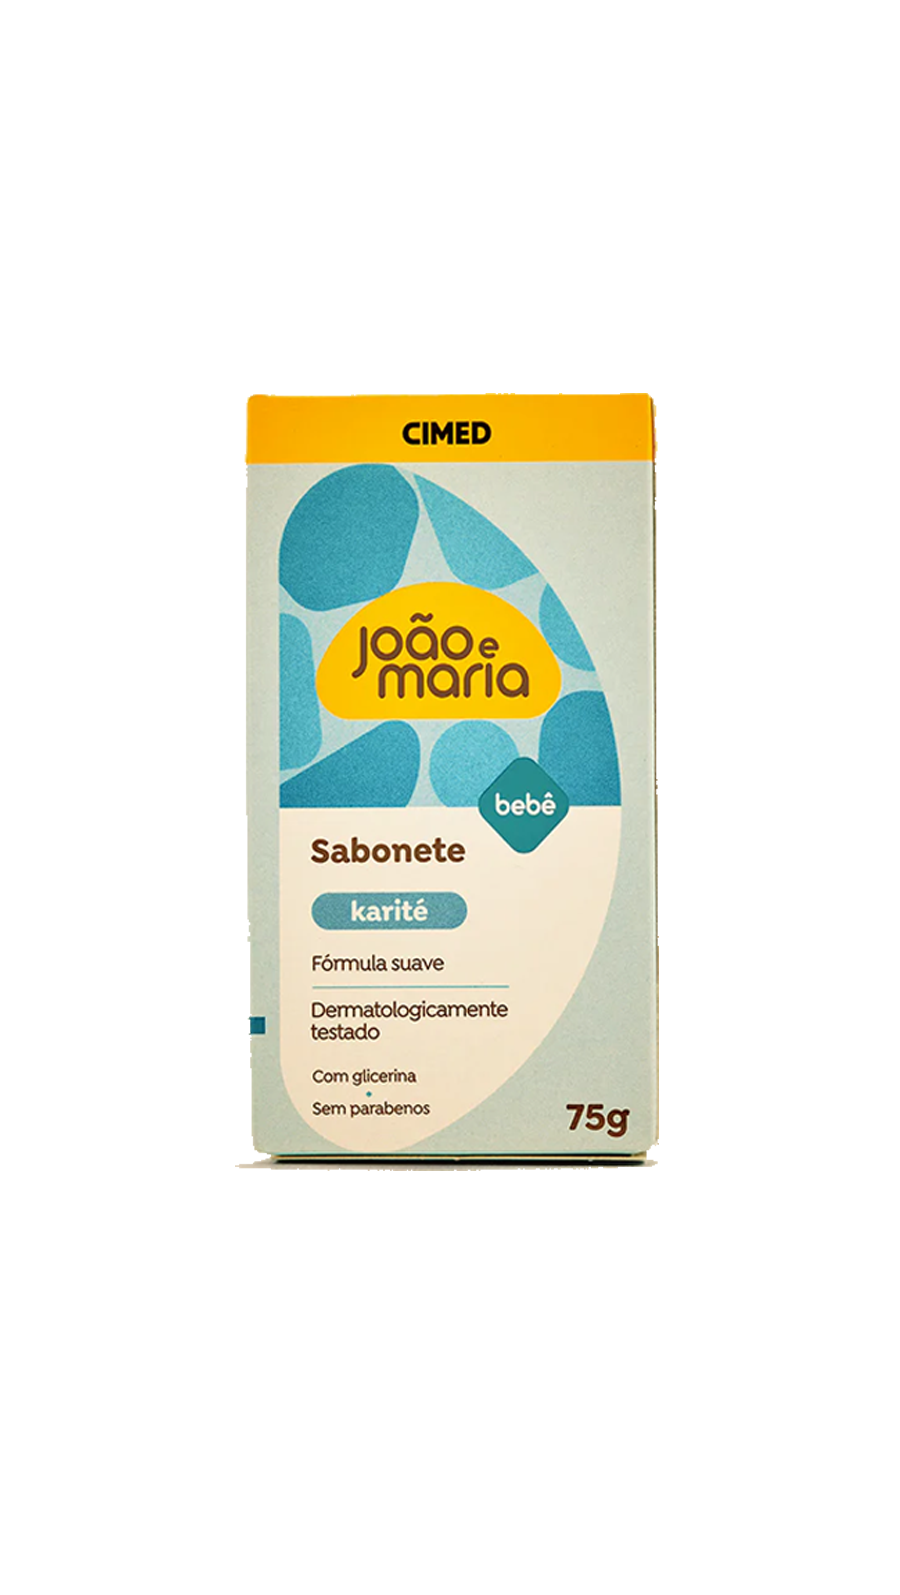 CIMED
João e
maria
bebê
Sabonete
karité
Fórmula suave
Dermatologicamente
testado
Com glicerina
Sem parabenos
75g